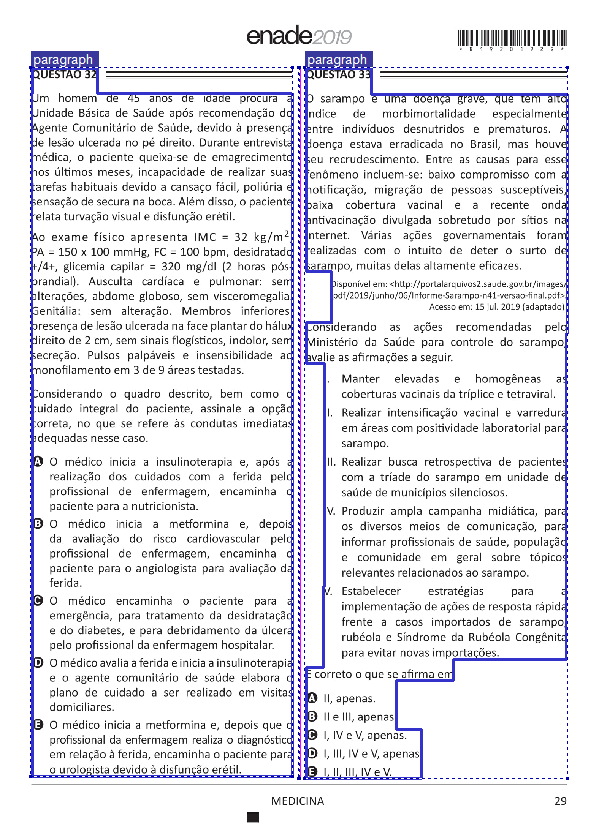 enade2019
paragraph
QUESTÃO 32
Um homem de 45 anos de idade procura a
Unidade Básica de Saúde após recomendação do
Agente Comunitário de Saúde, devido à presença
de lesão ulcerada no pé direito. Durante entrevista
médica, o paciente queixa-se de emagrecimento
nos últimos meses, incapacidade de realizar suas
tarefas habituais devido a cansaço fácil, poliúria e
sensação de secura na boca. Além disso, o paciente
relata turvação visual e disfunção erétil.
Ao exame físico apresenta IMC = 32 kg/m²,
PA = 150 x 100 mmHg, FC = 100 bpm, desidratado
+/4+, glicemia capilar = 320 mg/dl (2 horas pós-
prandial). Ausculta cardíaca e pulmonar: sem
alterações, abdome globoso, sem visceromegalia.
Genitália: sem alteração. Membros inferiores:
presença de lesão ulcerada na face plantar do hálux
direito de 2 cm, sem sinais flogísticos, indolor, sem
secreção. Pulsos palpáveis e insensibilidade ao
monofilamento em 3 de 9 áreas testadas.
Considerando o quadro descrito, bem como o
cuidado integral do paciente, assinale a opção
correta, no que se refere às condutas imediatas
adequadas nesse caso.
A O médico inicia a insulinoterapia e, após a
realização dos cuidados com a ferida pelo
profissional de enfermagem, encaminha o
paciente para a nutricionista.
B O médico inicia a metformina e, depois
da avaliação do risco cardiovascular pelo
profissional de enfermagem, encaminha o
paciente para o angiologista para avaliação da
ferida.
C O médico encaminha o paciente para a
emergência, para tratamento da desidratação
e do diabetes, e para debridamento da úlcera
pelo profissional da enfermagem hospitalar.
D O médico avalia a ferida e inicia a insulinoterapia
e o agente comunitário de saúde elabora o
plano de cuidado a ser realizado em visitas
domiciliares.
E O médico inicia a metformina e, depois que o
profissional da enfermagem realiza o diagnóstico
em relação à ferida, encaminha o paciente para
o urologista devido à disfunção erétil.
paragraph
QUESTÃO 33
O sarampo é uma doença grave, que tem alto
índice de morbimortalidade especialmente
entre indivíduos desnutridos e prematuros. A
doença estava erradicada no Brasil, mas houve
seu recrudescimento. Entre as causas para esse
fenômeno incluem-se: baixo compromisso com a
notificação, migração de pessoas susceptíveis,
baixa cobertura vacinal e a recente onda
antivacinação divulgada sobretudo por sítios na
internet. Várias ações governamentais foram
realizadas com o intuito de deter o surto de
sarampo, muitas delas altamente eficazes.
Disponível em: <http://portalarquivos2.saude.gov.br/images/
pdf/2019/junho/06/Informe-Sarampo-n41-versao-final.pdf>.
Acesso em: 15 jul. 2019 (adaptado).
Considerando as ações recomendadas pelo
Ministério da Saúde para controle do sarampo,
avalie as afirmações a seguir.
I. Manter elevadas e homogêneas as
coberturas vacinais da tríplice e tetraviral.
II. Realizar intensificação vacinal e varredura
em áreas com positividade laboratorial para
sarampo.
III. Realizar busca retrospectiva de pacientes
com a tríade do sarampo em unidade de
saúde de municípios silenciosos.
IV. Produzir ampla campanha midiática, para
os diversos meios de comunicação, para
informar profissionais de saúde, população
e comunidade em geral sobre tópicos
relevantes relacionados ao sarampo.
V. Estabelecer estratégias para a
implementação de ações de resposta rápida
frente a casos importados de sarampo,
rubéola e Síndrome da Rubéola Congênita
para evitar novas importações.
É correto o que se afirma em
A II, apenas.
B II e III, apenas.
C I, IV e V, apenas.
D I, III, IV e V, apenas.
E I, II, III, IV e V.
MEDICINA
29